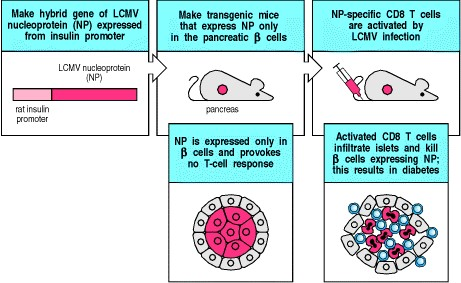 Make hybrid gene of LCMV
nucleoprotein (NP) expressed
from insulin promoter
LCMV nucleoprotein
(NP)
rat insulin
promoter
Make transgenic mice
that express NP only
in the pancreatic β cells
pancreas
NP-specific CD8 T cells
are activated by
LCMV infection
NP is expressed only in
β cells and provokes
no T-cell response
Activated CD8 T cells
infiltrate islets and kill
β cells expressing NP;
this results in diabetes